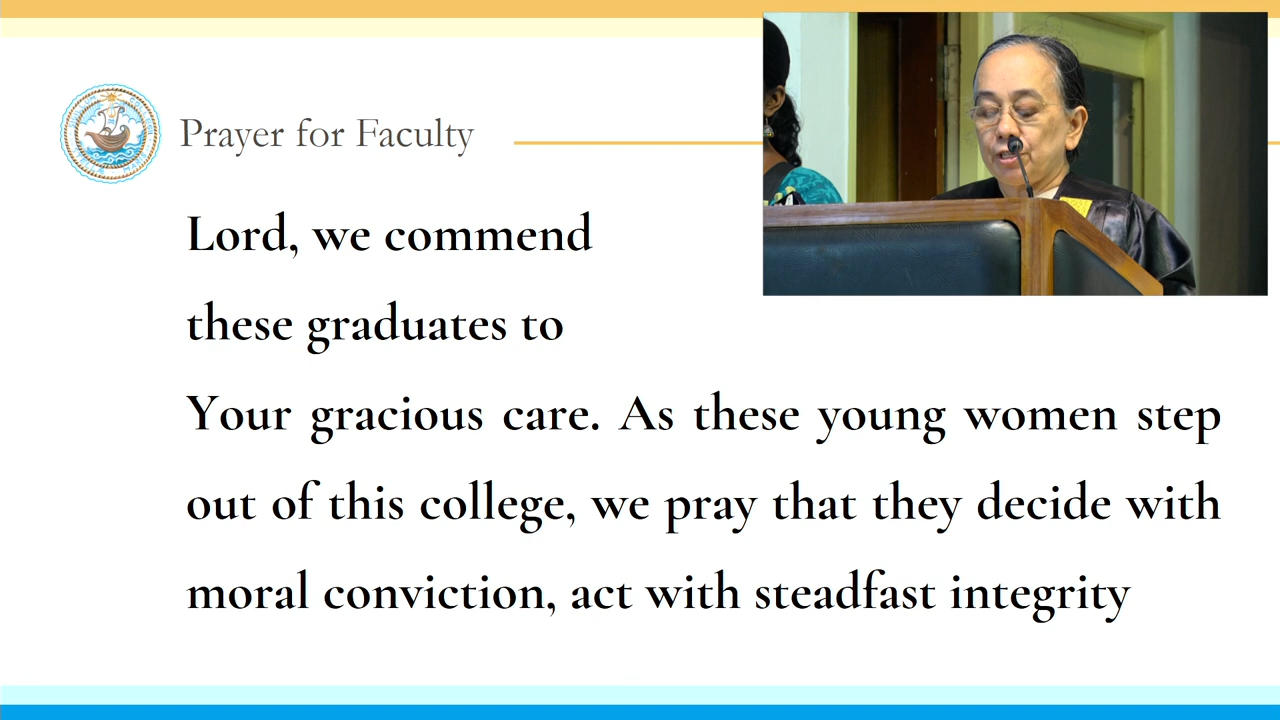 Prayer for Faculty
Lord, we commend
these graduates to
Your gracious care. As these young women step
out of this college, we pray that they decide with
moral conviction, act with steadfast integrity